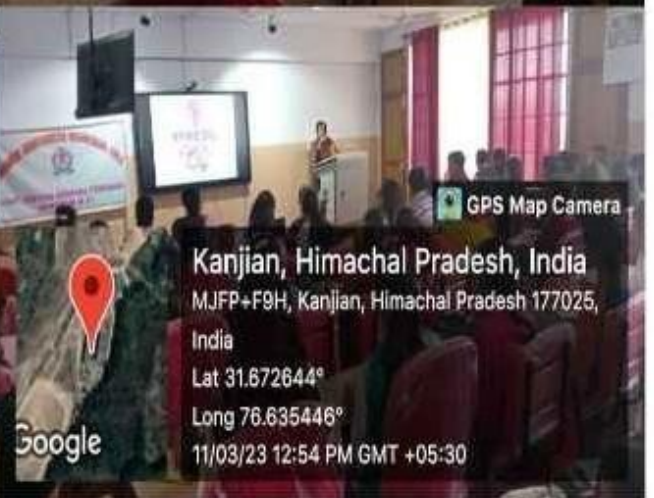 GPS Map Camera
Kanjian, Himachal Pradesh, India
MJFP+F9H, Kanjian, Himachal Pradesh 177025,
India
Lat 31.672644°
Long 76.635446°
11/03/23 12:54 PM GMT +05:30
Google